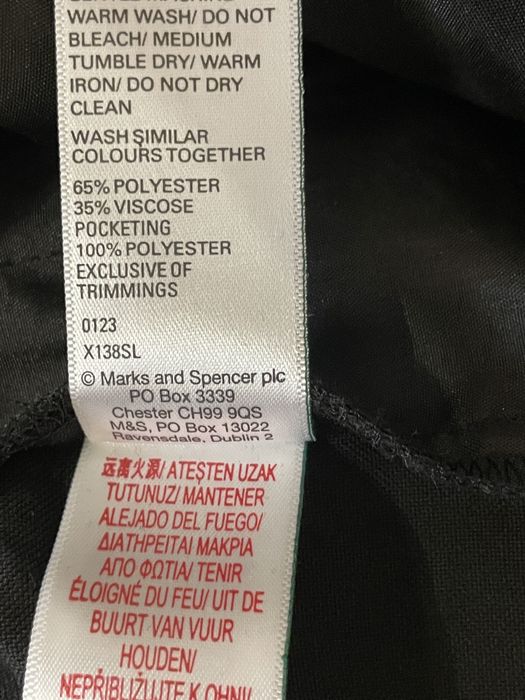 WARM WASH/ DO NOT
BLEACH/ MEDIUM
TUMBLE DRY/ WARM
IRON/ DO NOT DRY
CLEAN
WASH SIMILAR
COLOURS TOGETHER
65% POLYESTER
35% VISCOSE
POCKETING
100% POLYESTER
EXCLUSIVE OF
TRIMMINGS
0123
X138SL
© Marks and Spencer plc
PO Box 3339
Chester CH99 9QS
M&S, PO Box 13022
Ravensdale, Dublin 2
远离火源/ ATEŞTEN UZAK
TUTUNUZ/ MANTENER
ALEJADO DEL FUEGO/
ΔΙΑΤΗΡΕΙΤΑΙ ΜΑΚΡΙΑ
ΑΠΟ ΦΩΤΙΑ/ TENIR
ÉLOIGNÉ DU FEU/ UIT DE
BUURT VAN VUUR
HOUDEN/
NEPŘIBLIŽUJTE K OHNI/